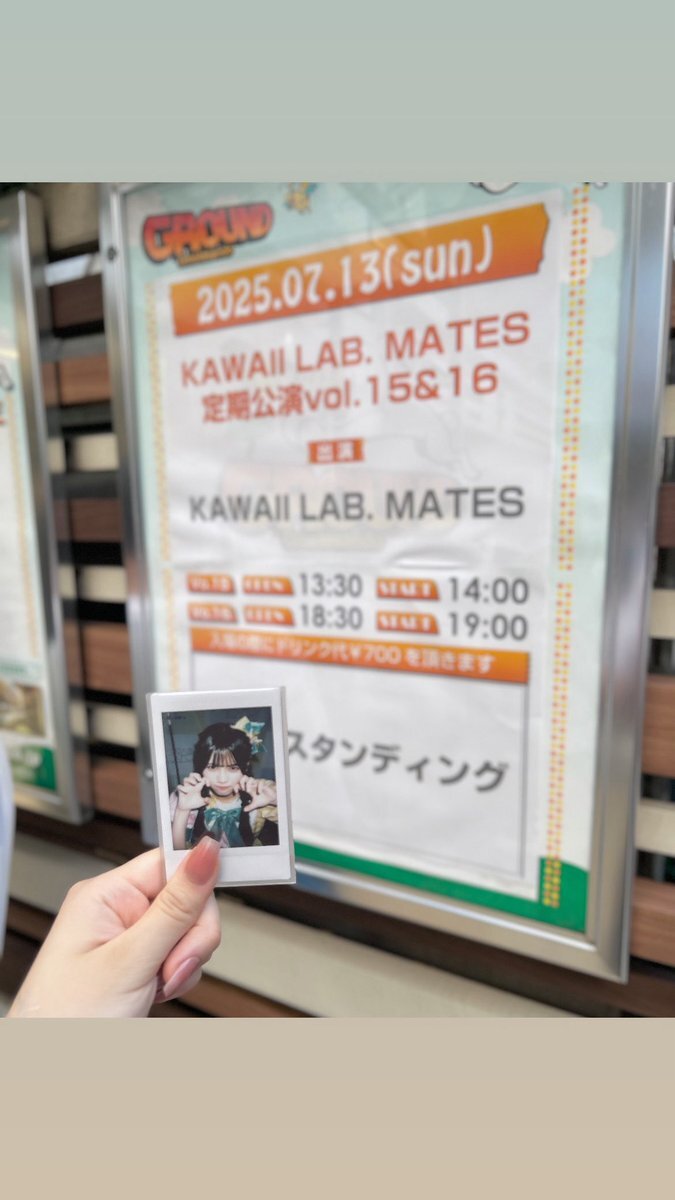 GROUND
2025.07.13(sun)
KAWAII LAB. MATES
定期公演vol.15&16
出演
KAWAII LAB. MATES
OPEN 13:30 START 14:00
OPEN 18:30 START 19:00
入場の際にドリンク代¥700を頂きます
スタンディング